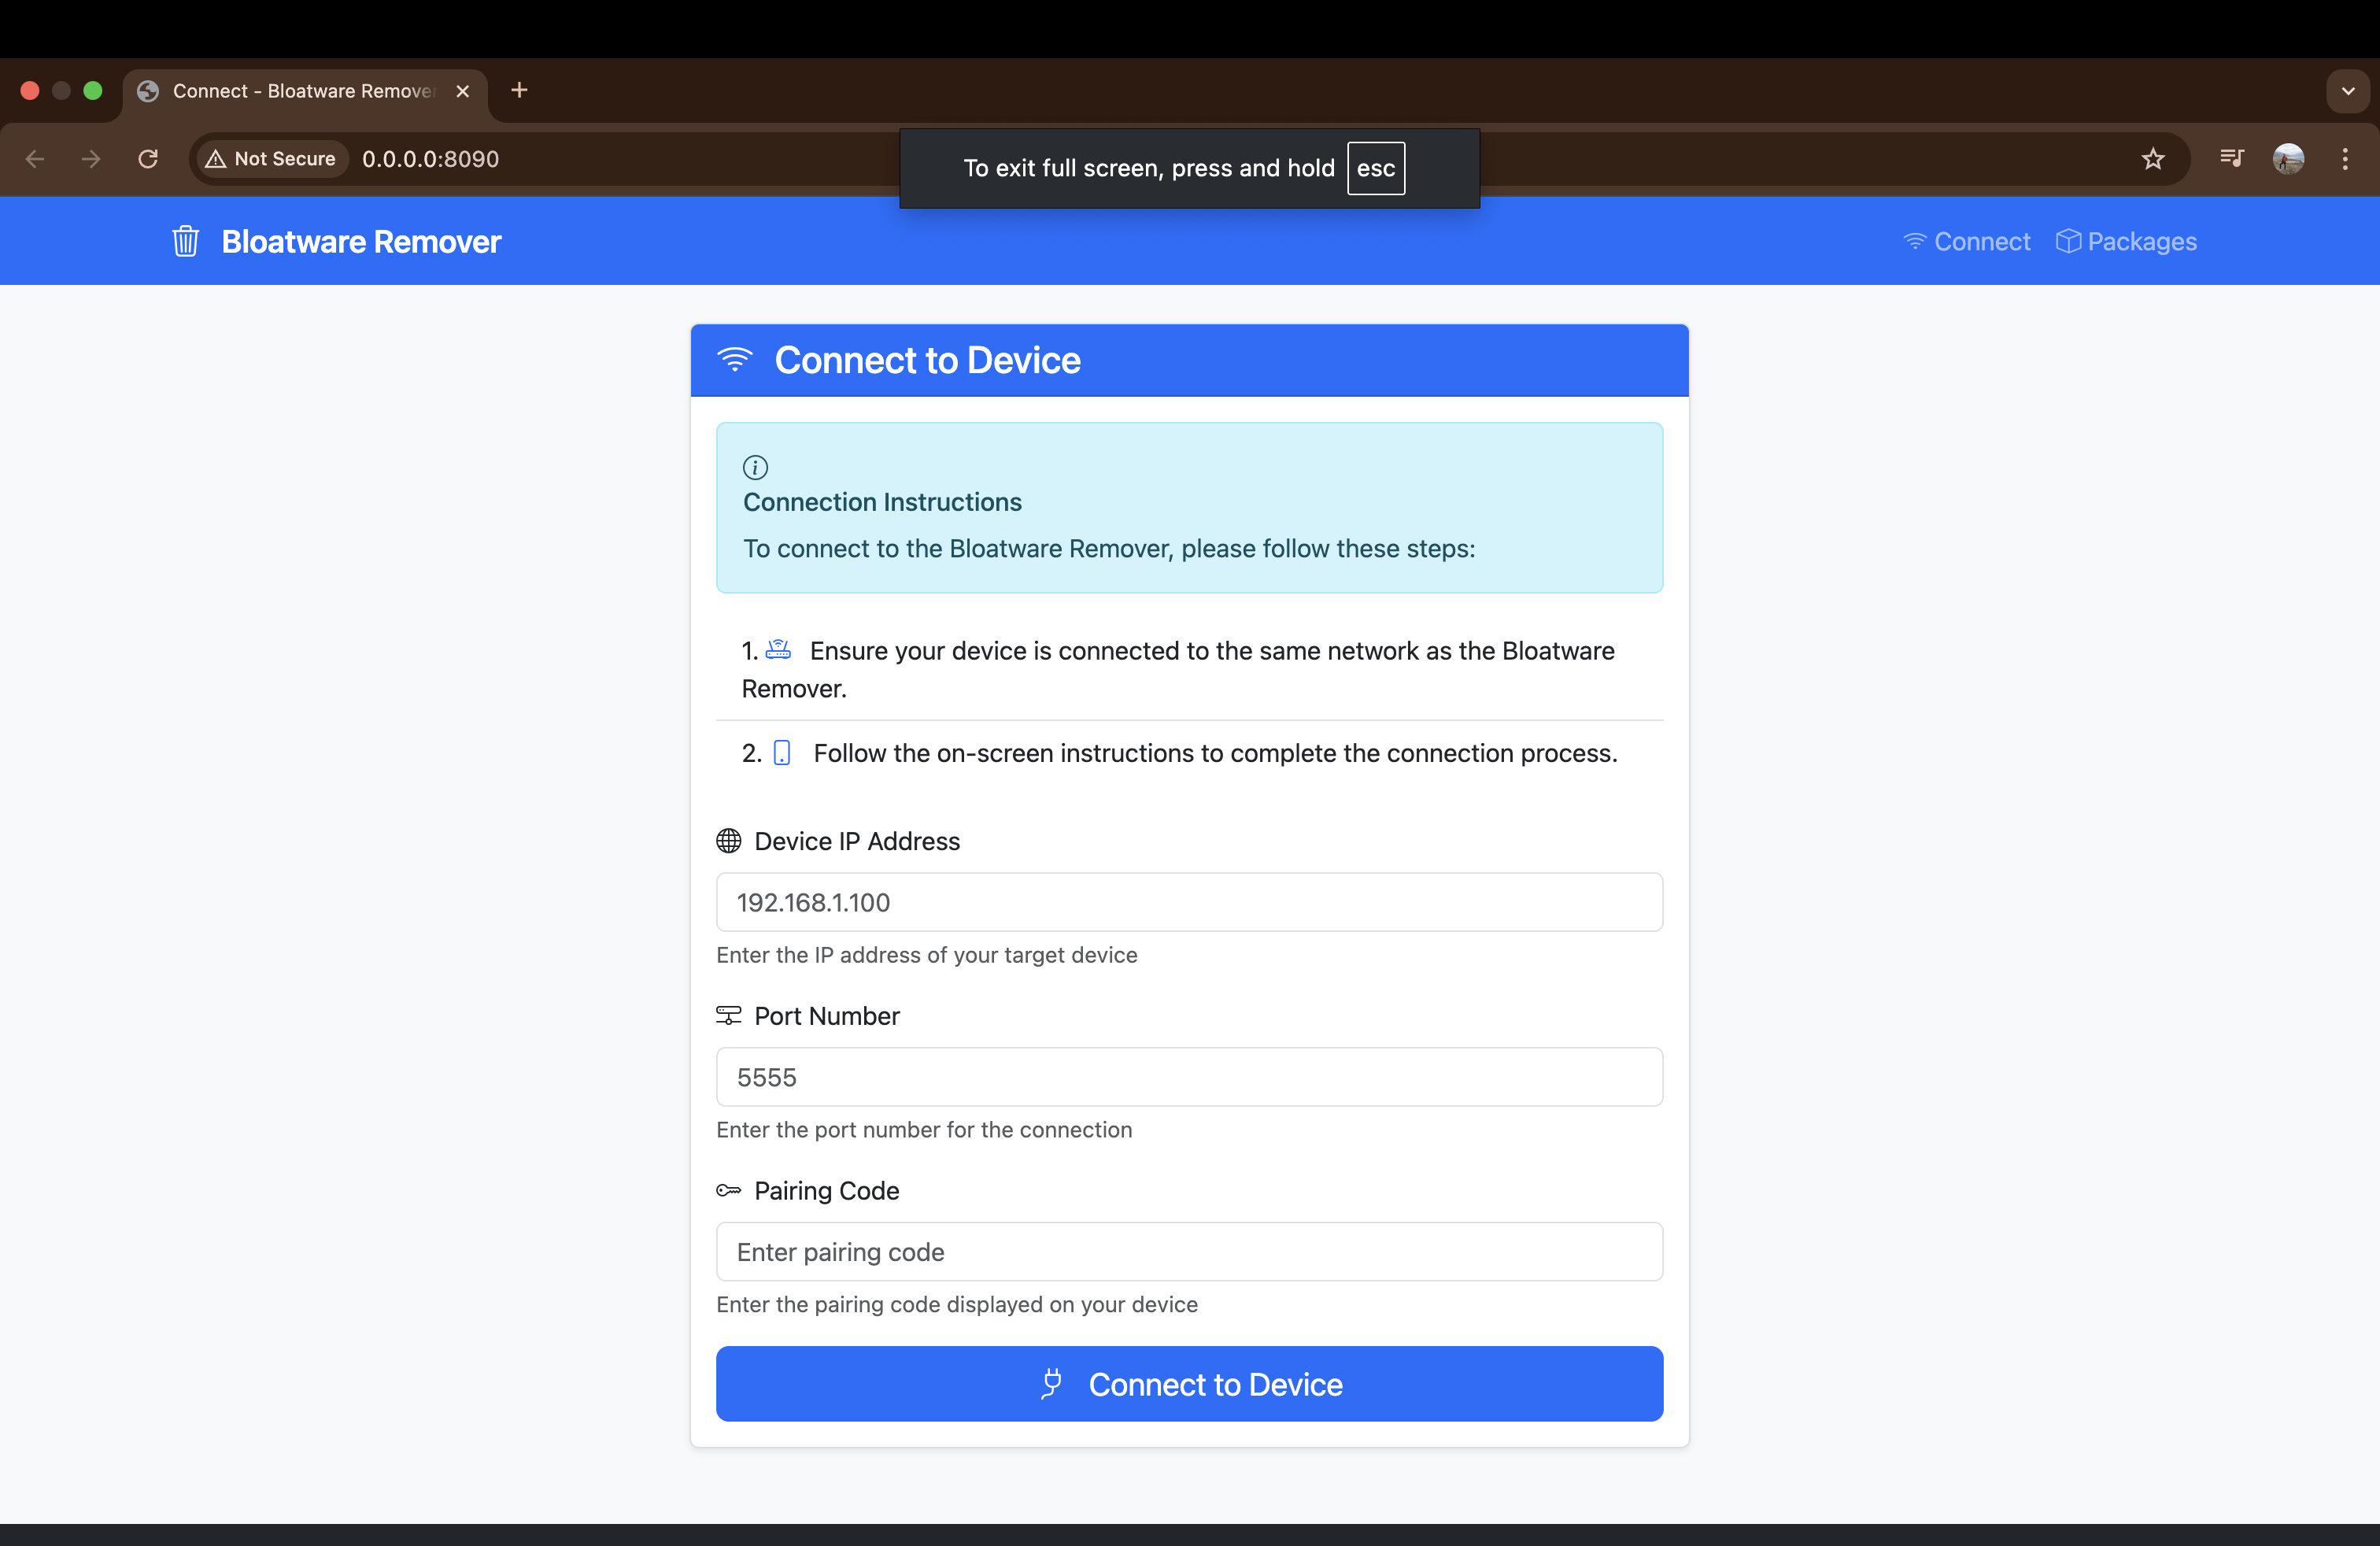 Connect - Bloatware Remover
Not Secure
0.0.0.0:8090
To exit full screen, press and hold esc
Bloatware Remover
Connect
Packages
Connect to Device
Connection Instructions
To connect to the Bloatware Remover, please follow these steps:
1. Ensure your device is connected to the same network as the Bloatware
Remover.
2. Follow the on-screen instructions to complete the connection process.
Device IP Address
192.168.1.100
Enter the IP address of your target device
Port Number
5555
Enter the port number for the connection
Pairing Code
Enter pairing code
Enter the pairing code displayed on your device
Connect to Device